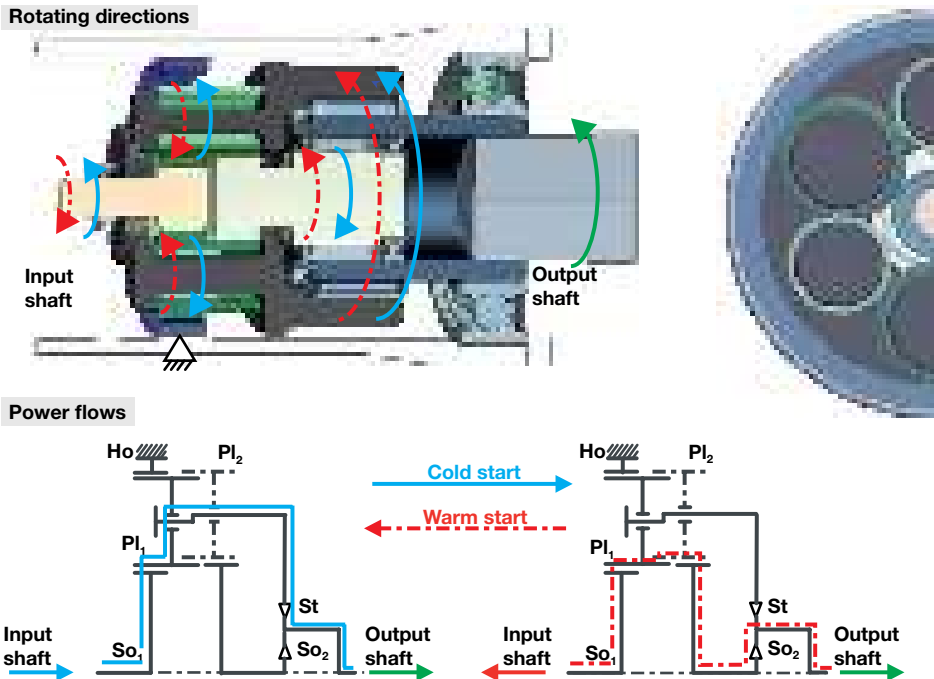 Rotating directions
Input
shaft
Output
shaft
Power flows
Ho
Pl₂
Pl₁
St
So₁
So₂
Input
shaft
Output
shaft
Cold start
Warm start
Ho
Pl₂
Pl₁
St
So₁
So₂
Input
shaft
Output
shaft